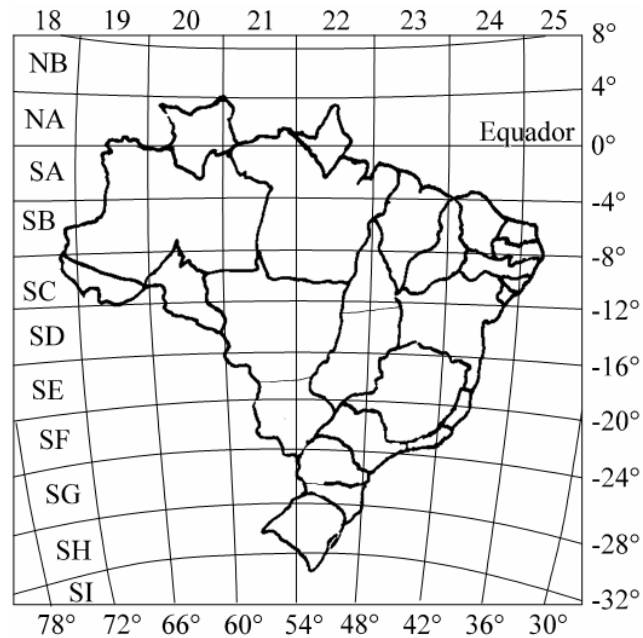 18 19 20 21 22 23 24 25
8°
NB
4°
NA
Equador
0°
SA
-4°
SB
-8°
SC
-12°
SD
-16°
SE
-20°
SF
-24°
SG
-28°
SH
SI
-32°
78° 72° 66° 60° 54° 48° 42° 36° 30°